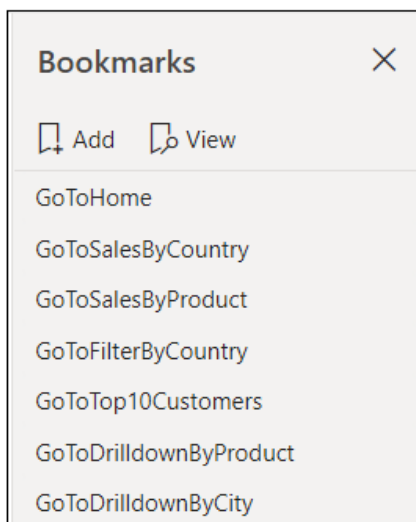 Bookmarks
Add View
GoToHome
GoToSalesByCountry
GoToSalesByProduct
GoToFilterByCountry
GoToTop10Customers
GoToDrilldownByProduct
GoToDrilldownByCity